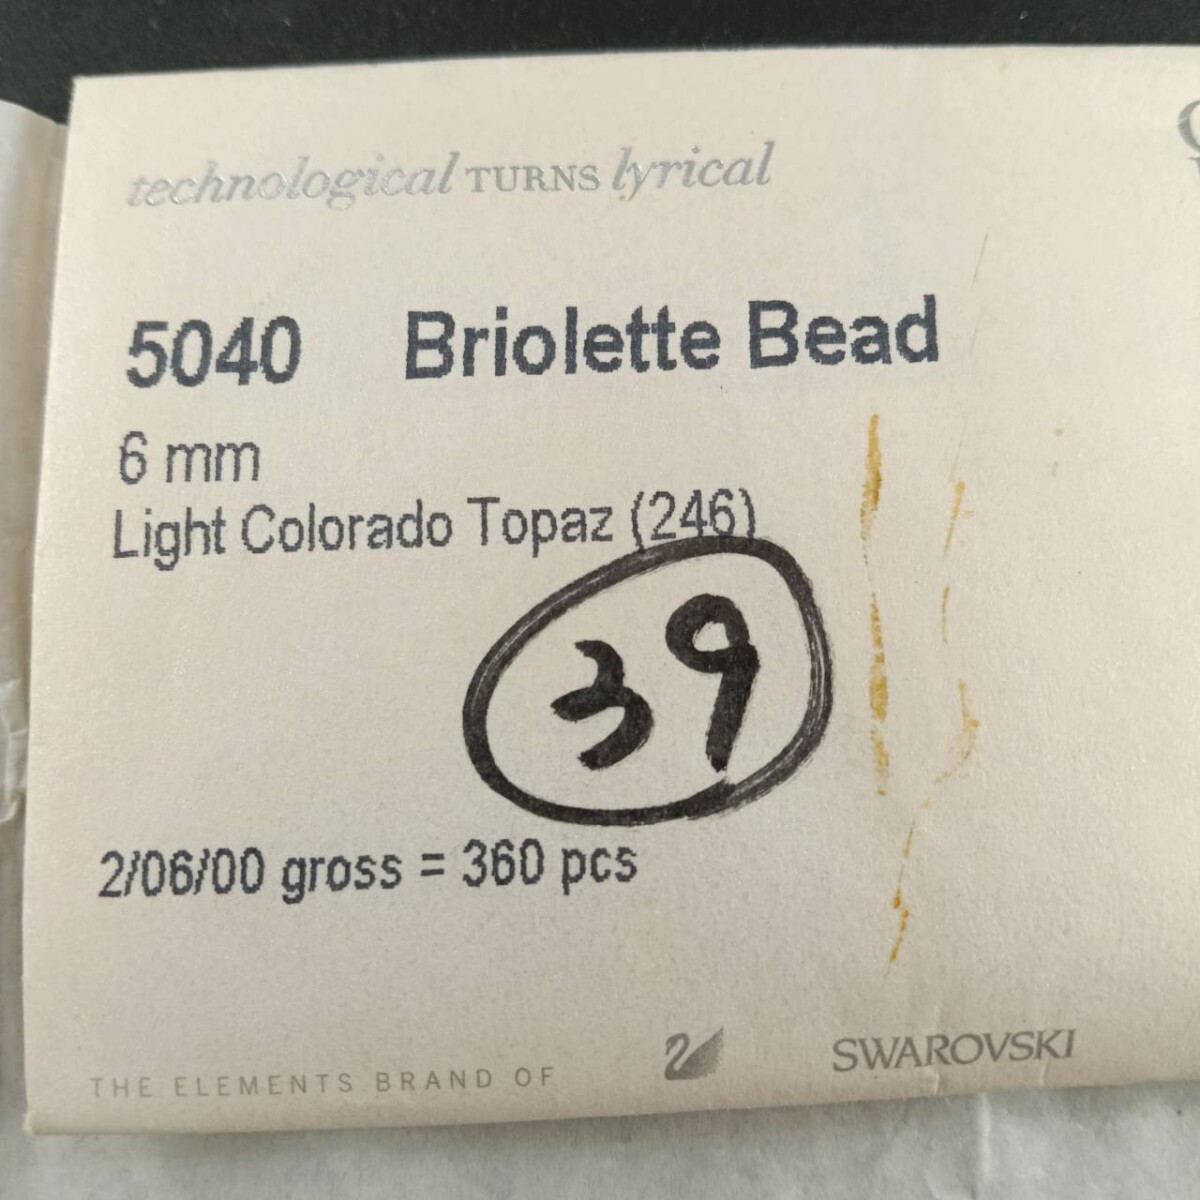 technological TURNS lyrical
5040 Briolette Bead
6 mm
Light Colorado Topaz (246)
39
2/06/00 gross = 360 pcs
THE ELEMENTS BRAND OF SWAROVSKI